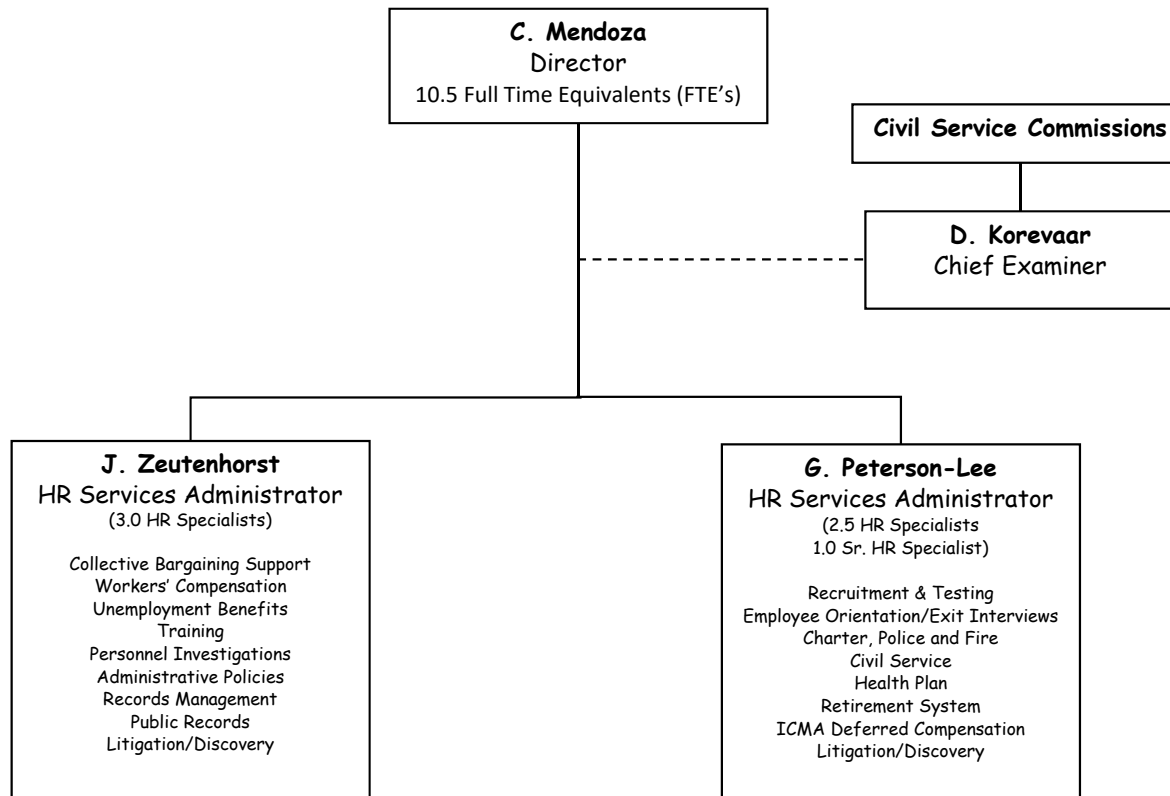 C. Mendoza
Director
10.5 Full Time Equivalents (FTE's)
Civil Service Commissions
D. Korevaar
Chief Examiner
J. Zeutenhorst
HR Services Administrator
(3.0 HR Specialists)
Collective Bargaining Support
Workers' Compensation
Unemployment Benefits
Training
Personnel Investigations
Administrative Policies
Records Management
Public Records
Litigation/Discovery
G. Peterson-Lee
HR Services Administrator
(2.5 HR Specialists
1.0 Sr. HR Specialist)
Recruitment & Testing
Employee Orientation/Exit Interviews
Charter, Police and Fire
Civil Service
Health Plan
Retirement System
ICMA Deferred Compensation
Litigation/Discovery